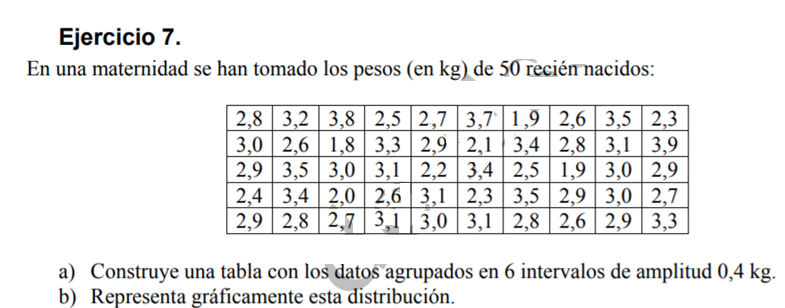 Ejercicio 7.
En una maternidad se han tomado los pesos (en kg) de 50 recién nacidos:
2,8 3,2 3,8 2,5 2,7 3,7 1,9 2,6 3,5 2,3
3,0 2,6 1,8 3,3 2,9 2,1 3,4 2,8 3,1 3,9
2,9 3,5 3,0 3,1 2,2 3,4 2,5 1,9 3,0 2,9
2,4 3,4 2,0 2,6 3,1 2,3 3,5 2,9 3,0 2,7
2,9 2,8 2,7 3,1 3,0 3,1 2,8 2,6 2,9 3,3
a) Construye una tabla con los datos agrupados en 6 intervalos de amplitud 0,4 kg.
b) Representa gráficamente esta distribución.